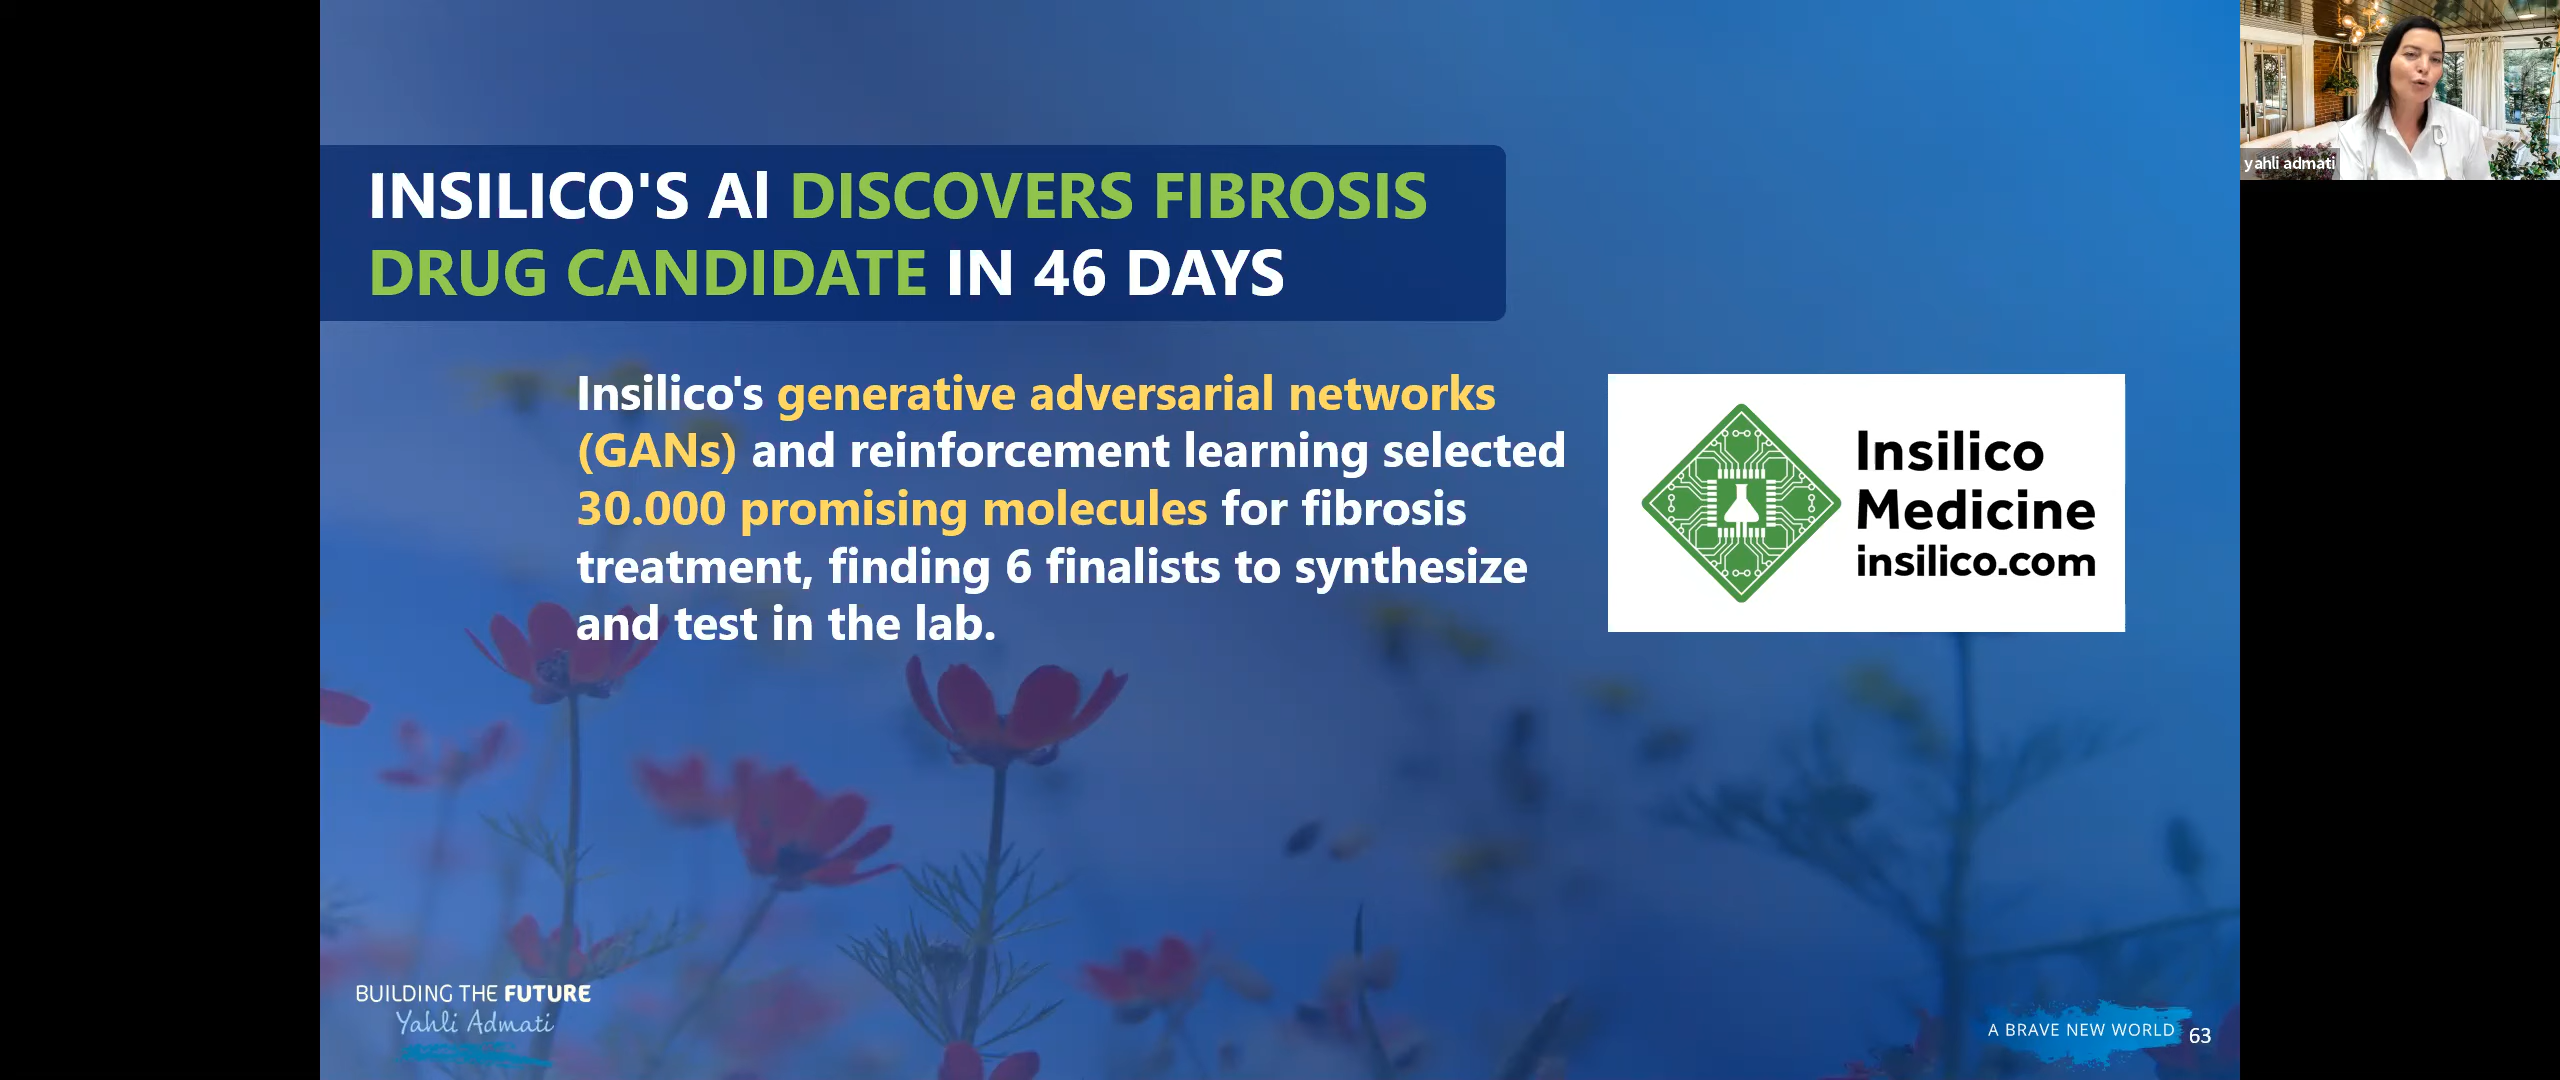 INSILICO'S Al DISCOVERS FIBROSIS
DRUG CANDIDATE IN 46 DAYS
Insilico's generative adversarial networks
(GANs) and reinforcement learning selected
30.000 promising molecules for fibrosis
treatment, finding 6 finalists to synthesize
and test in the lab.
Insilico
Medicine
insilico.com
yahli admati
BUILDING THE FUTURE
Yahli Admati
A BRAVE NEW WORLD 63